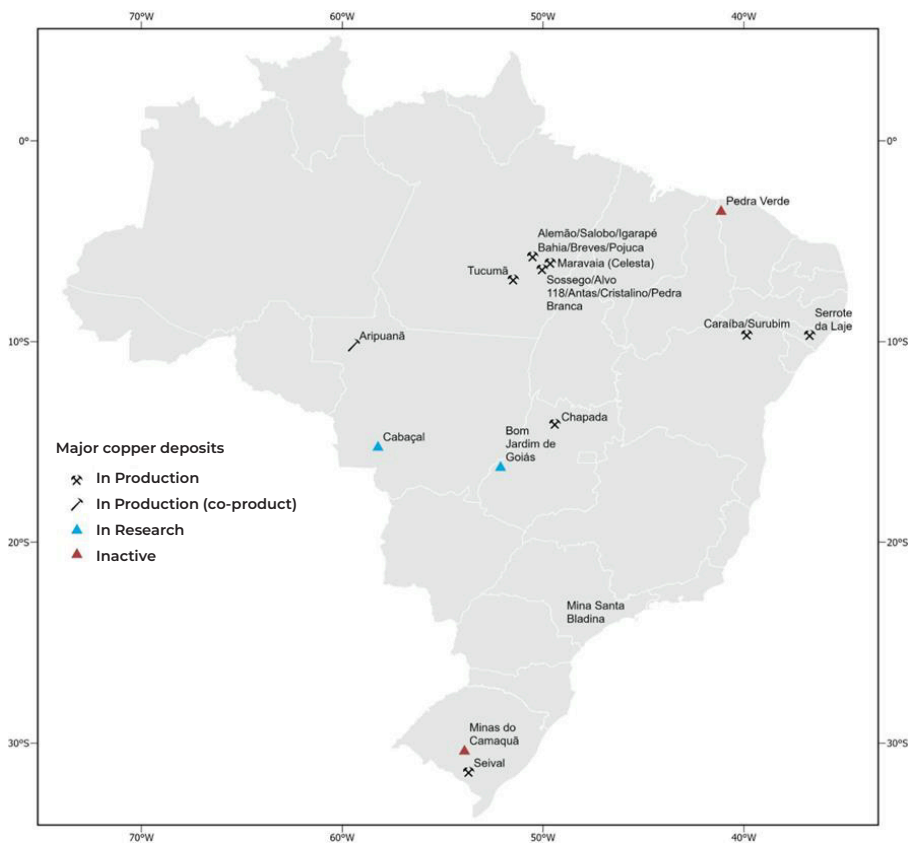 70°W
60°W
50°W
40°W
0°
0°
Pedra Verde
Alemão/Salobo/Igarapé
Bahia/Breves/Pojuca
Maravaia (Celesta)
Tucumã
Sossego/Alvo
118/Antas/Cristalino/Pedra
Branca
Caraíba/Surubim
Serrote
da Laje
10°S
10°S
Aripuanã
Chapada
Cabaçal
Bom
Jardim de
Goiás
Major copper deposits
In Production
In Production (co-product)
In Research
Inactive
20°S
20°S
Mina Santa
Bladina
Minas do
Camaquã
30°S
30°S
Seival
70°W
60°W
50°W
40°W